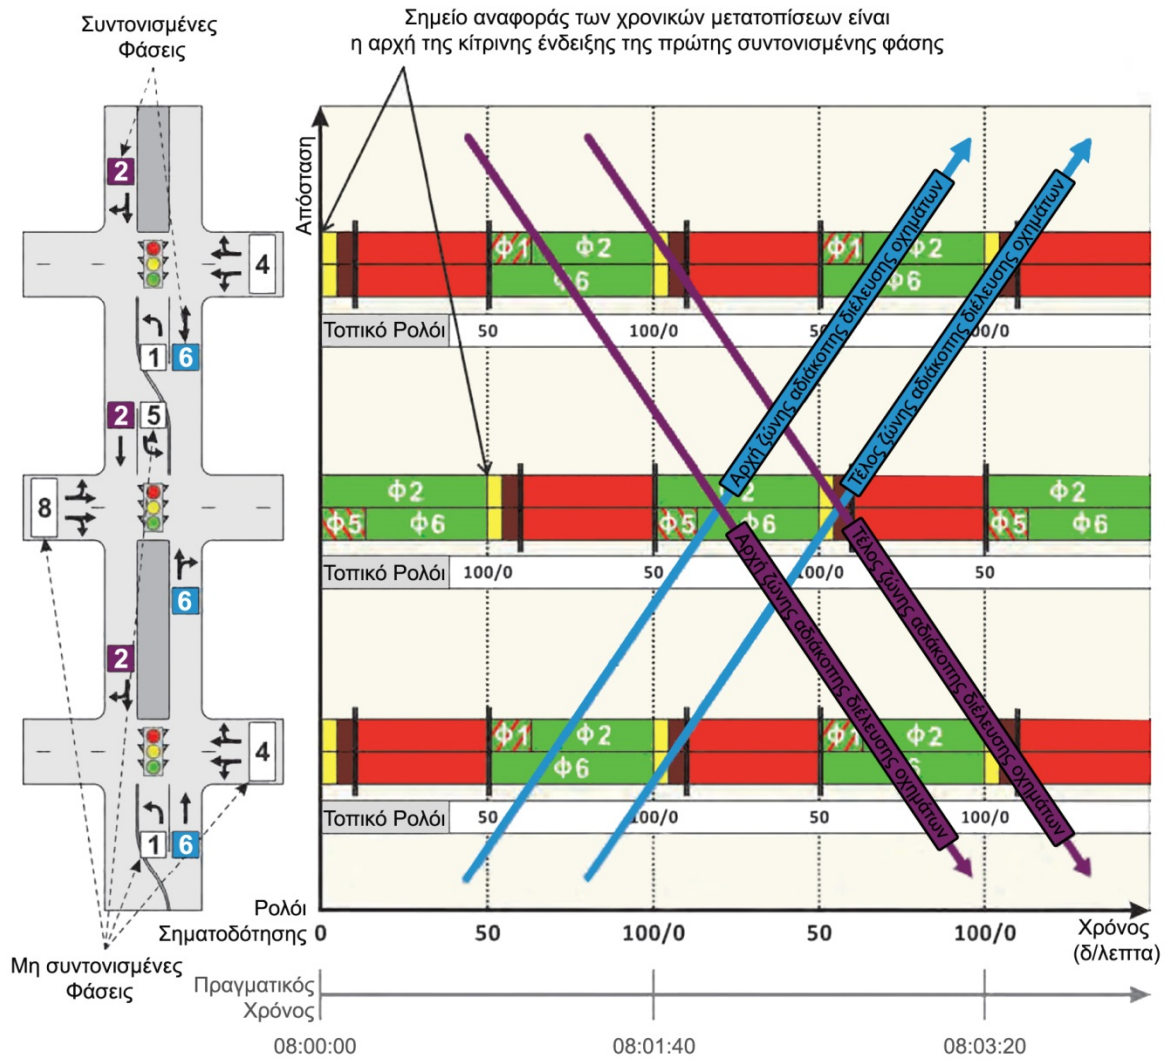 Συντονισμένες
Φάσεις
Σημείο αναφοράς των χρονικών μετατοπίσεων είναι
η αρχή της κίτρινης ένδειξης της πρώτης συντονισμένης φάσης
Απόσταση
2
4
1
6
2
5
8
6
2
4
1
6
Φ1 Φ2 Φ1 Φ2
Φ6 Φ6
Τοπικό Ρολόι 50 100/0 50 100/0
Φ2 Φ2 Φ2
Φ5 Φ6 Φ5 Φ6 Φ5 Φ6
Τοπικό Ρολόι 100/0 50 100/0 50
Φ1 Φ2 Φ1 Φ2
Φ6 Φ6
Τοπικό Ρολόι 50 100/0 50 100/0
Αρχή ζώνης αδιάκοπης διέλευσης οχημάτων
Τέλος ζώνης αδιάκοπης διέλευσης οχημάτων
Αρχή ζώνης αδιάκοπης διέλευσης οχημάτων
Τέλος ζώνης αδιάκοπης διέλευσης οχημάτων
Ρολόι
Σηματοδότησης 0 50 100/0 50 100/0
Χρόνος
(δ/λεπτα)
Μη συντονισμένες
Φάσεις
Πραγματικός
Χρόνος
08:00:00 08:01:40 08:03:20